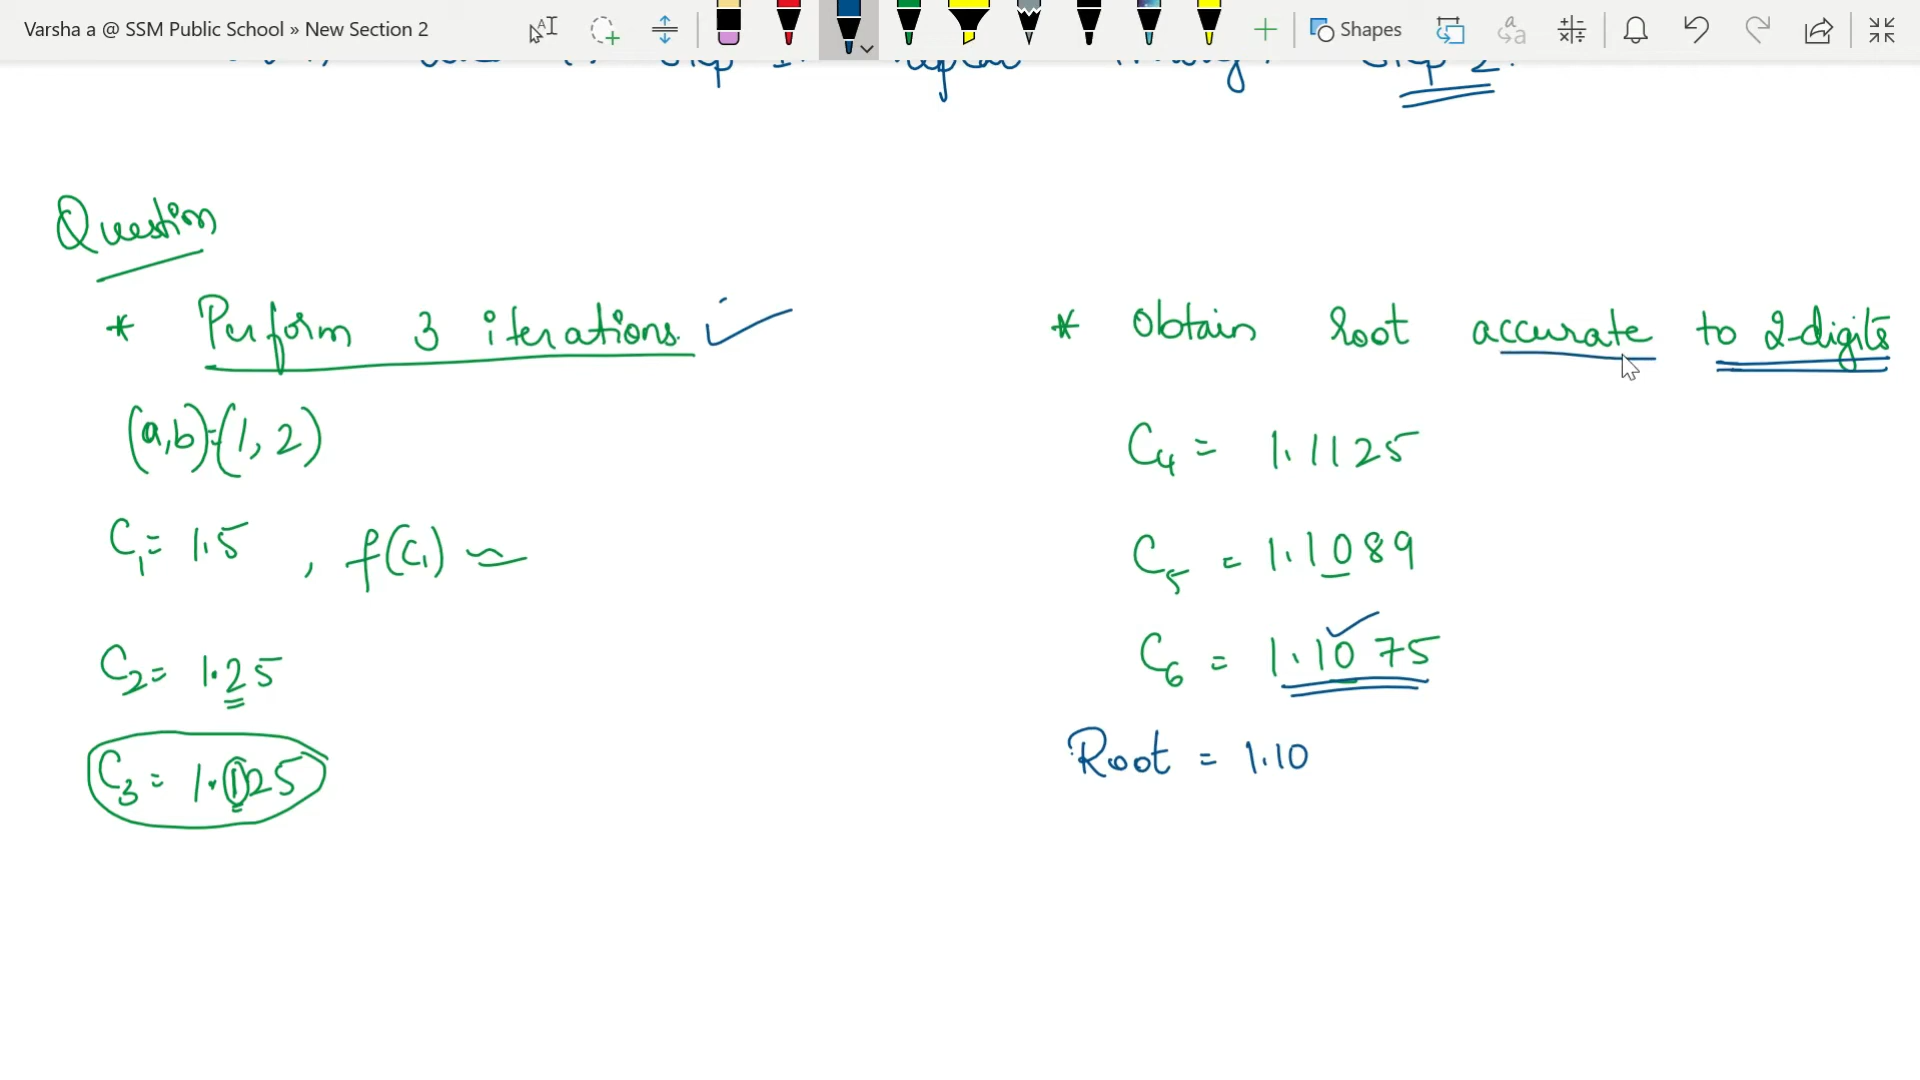 Varsha a @ SSM Public School » New Section 2
Shapes
Step 2.
Question
* Perform 3 iterations.
(a,b)=(1, 2)
C1= 1.5 , f(C1) ≃
C2= 1.25
C3= 1.125
* Obtain Root accurate to 2-digits
C4 = 1.1125
C5 = 1.1089
C6 = 1.1075
Root = 1.10